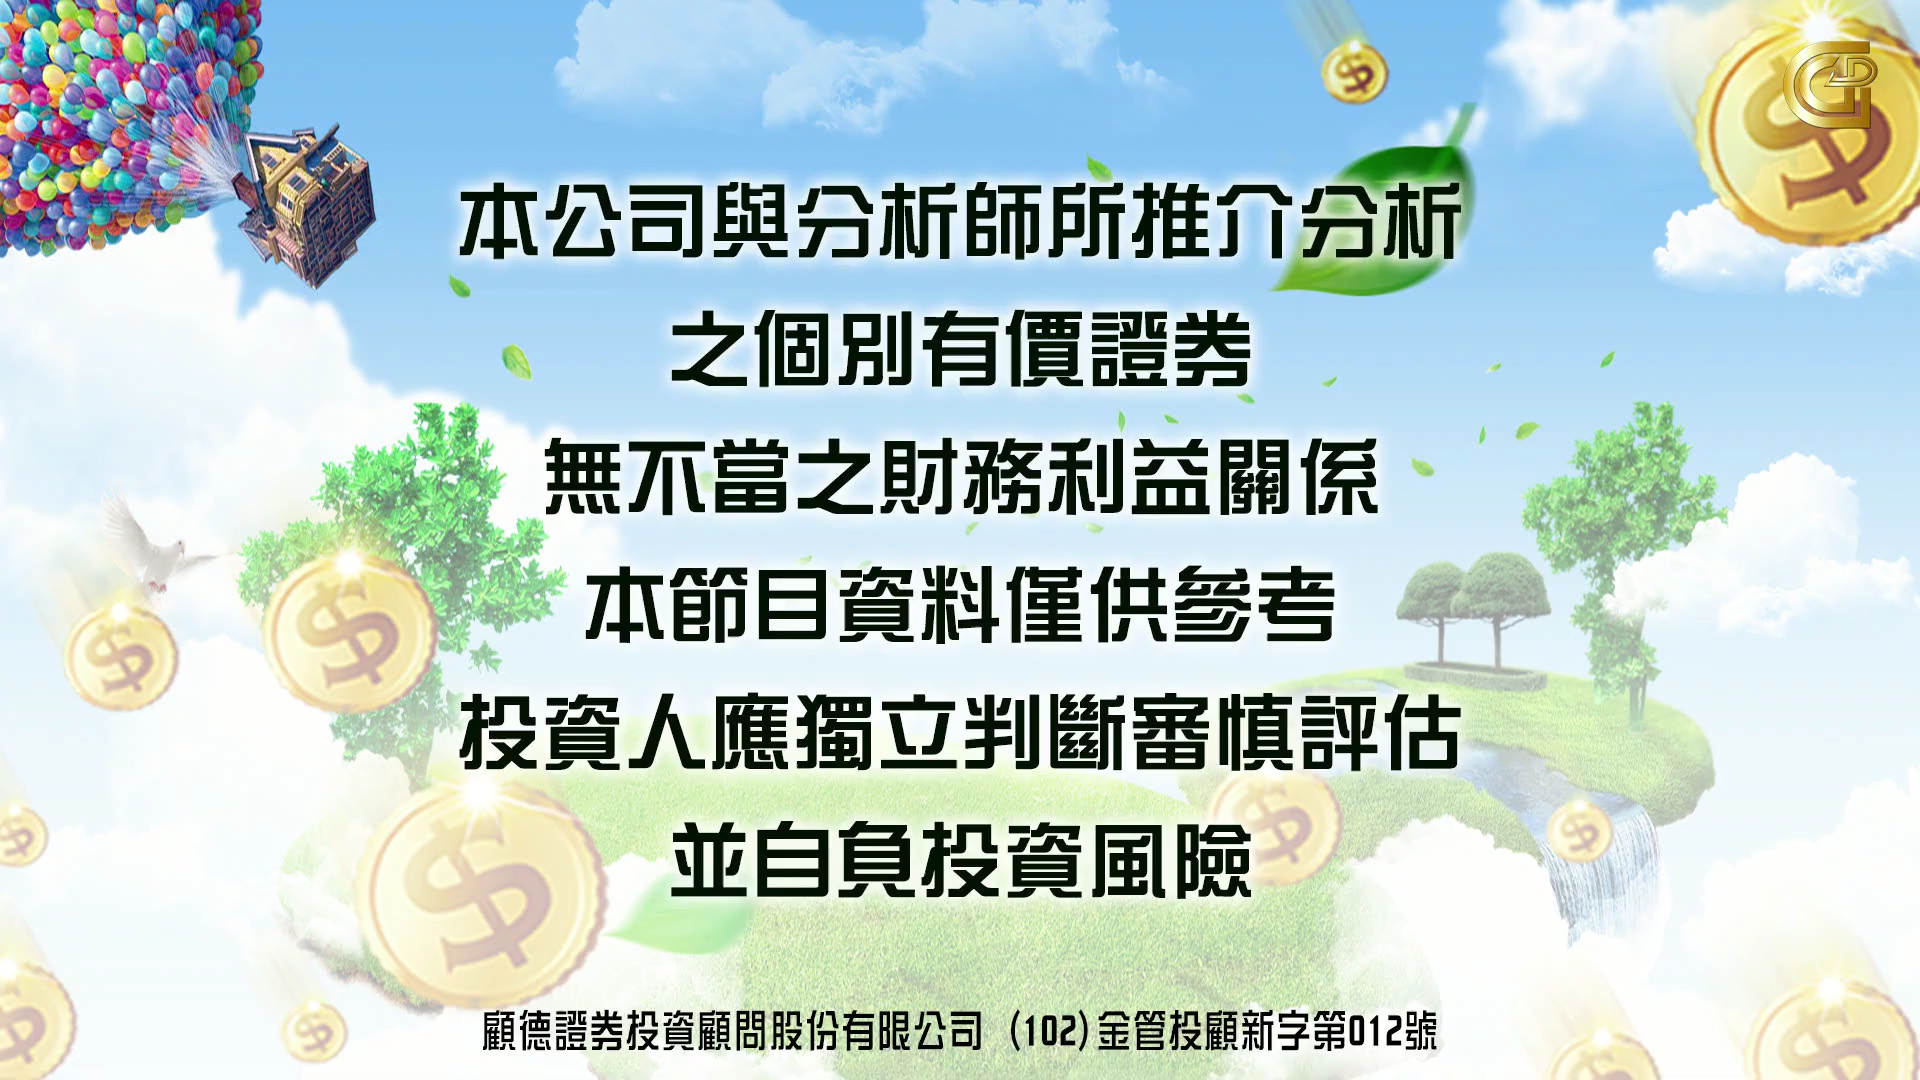 本公司與分析師所推介分析
之個別有價證券
無不當之財務利益關係
本節目資料僅供參考
投資人應獨立判斷審慎評估
並自負投資風險
顧德證券投資顧問股份有限公司 (102)金管投顧新字第012號